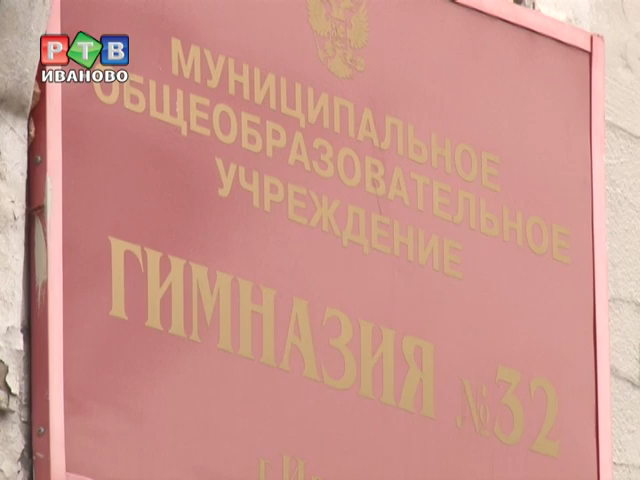 РТВ
ИВАНОВО
МУНИЦИПАЛЬНОЕ
ОБЩЕОБРАЗОВАТЕЛЬНОЕ
УЧРЕЖДЕНИЕ
ГИМНАЗИЯ №32